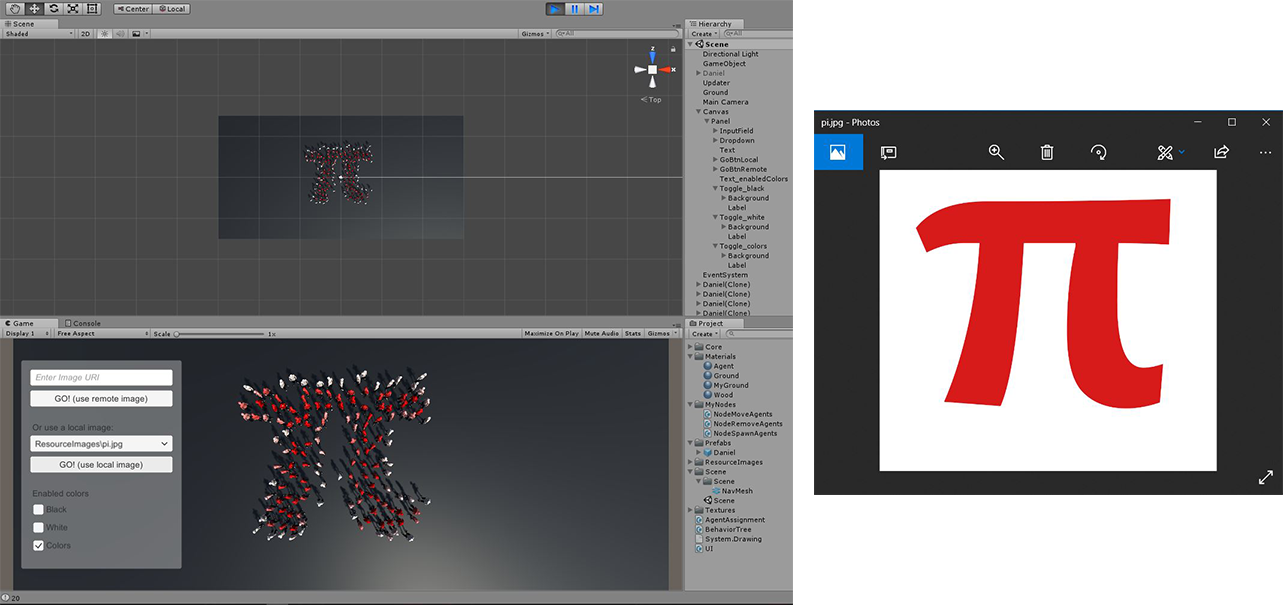 Center
Local
Scene
Shaded
2D
Gizmos
All
z
x
Top
Hierarchy
Create
All
Scene
Directional Light
GameObject
Daniel
Updater
Ground
Main Camera
Canvas
Panel
InputField
Dropdown
Text
GoBtnLocal
GoBtnRemote
Text_enabledColors
Toggle_black
Background
Label
Toggle_white
Background
Label
Toggle_colors
Background
Label
EventSystem
Daniel(Clone)
Daniel(Clone)
Daniel(Clone)
Daniel(Clone)
Game
Console
Display 1
Free Aspect
Scale
1x
Maximize On Play
Mute Audio
Stats
Gizmos
Enter Image URI
GO! (use remote image)
Or use a local image:
ResourceImages\pi.jpg
GO! (use local image)
Enabled colors
Black
White
Colors
Project
Create
Core
Materials
Agent
Ground
MyGround
Wood
MyNodes
NodeMoveAgents
NodeRemoveAgents
NodeSpawnAgents
Prefabs
Daniel
ResourceImages
Scene
Scene
NavMesh
Scene
Textures
AgentAssignment
BehaviorTree
System.Drawing
UI
20
pi.jpg - Photos
π